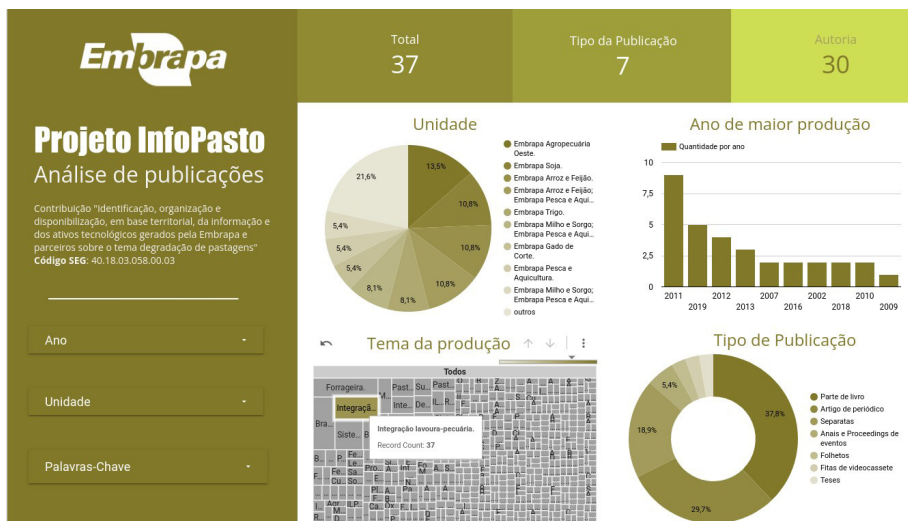 Embrapa
Projeto InfoPasto
Análise de publicações
Contribuição "Identificação, organização e
disponibilização, em base territorial, da informação e
dos ativos tecnológicos gerados pela Embrapa e
parceiros sobre o tema degradação de pastagens"
Código SEG: 40.18.03.058.00.03
Ano
Unidade
Palavras-Chave
Total
37
Tipo da Publicação
7
Autoria
30
Unidade
13,5%
10,8%
10,8%
10,8%
8,1%
8,1%
5,4%
5,4%
5,4%
21,6%
Embrapa Agropecuária
Oeste.
Embrapa Soja.
Embrapa Arroz e Feijão.
Embrapa Arroz e Feijão;
Embrapa Pesca e Aqui...
Embrapa Trigo.
Embrapa Milho e Sorgo;
Embrapa Pesca e Aqui...
Embrapa Gado de
Corte.
Embrapa Pesca e
Aquicultura.
Embrapa Milho e Sorgo;
Embrapa Pesca e Aqui...
outros
Ano de maior produção
Quantidade por ano
10
7,5
5
2,5
0
2011
2019
2012
2013
2007
2016
2002
2018
2010
2009
Tema da produção
Todos
Forrageira.
Past...
Su...
Past...
Integraçã...
Inte...
De...
IL...
R...
Bra...
Siste...
Integração lavoura-pecuária.
Record Count: 37
Tipo de Publicação
37,8%
29,7%
18,9%
5,4%
Parte de livro
Artigo de periódico
Separatas
Anais e Proceedings de
eventos
Folhetos
Fitas de videocassete
Teses